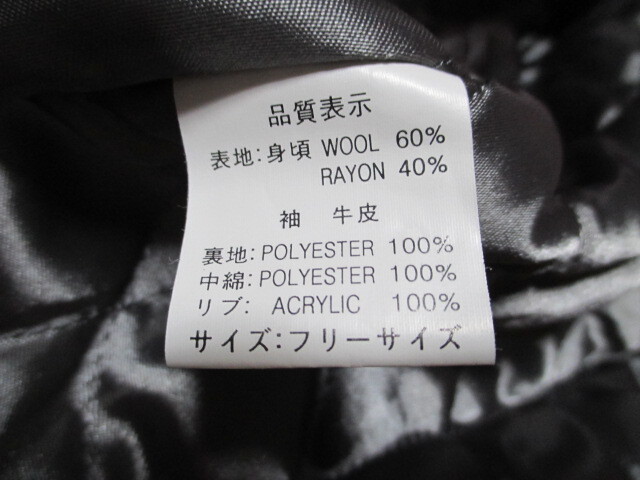 品質表示
表地:身頃 WOOL 60%
RAYON 40%
袖 牛皮
裏地:POLYESTER 100%
中綿:POLYESTER 100%
リブ: ACRYLIC 100%
サイズ:フリーサイズ